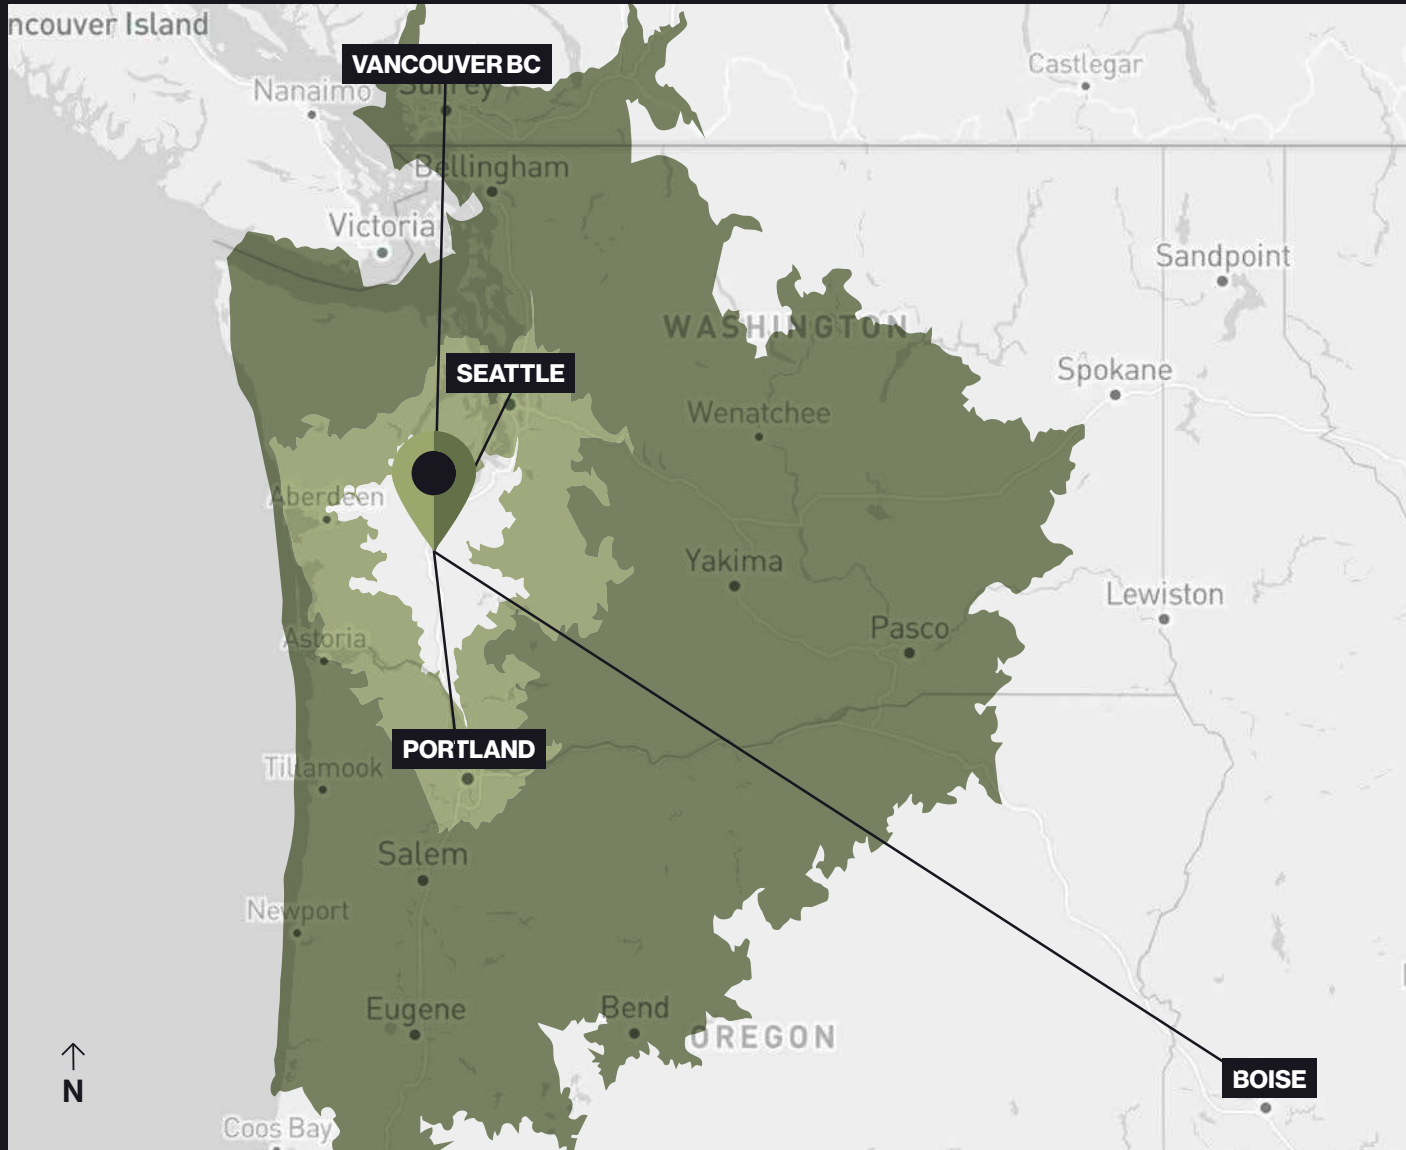 ncouver Island
VANCOUVER BC
Castlegar
Nanaimo
Surrey
Bellingham
Victoria
Sandpoint
WASHINGTON
SEATTLE
Spokane
Wenatchee
Aberdeen
Yakima
Lewiston
Pasco
Astoria
PORTLAND
Tillamook
Salem
Newport
Eugene
Bend
OREGON
N
BOISE
Coos Bay